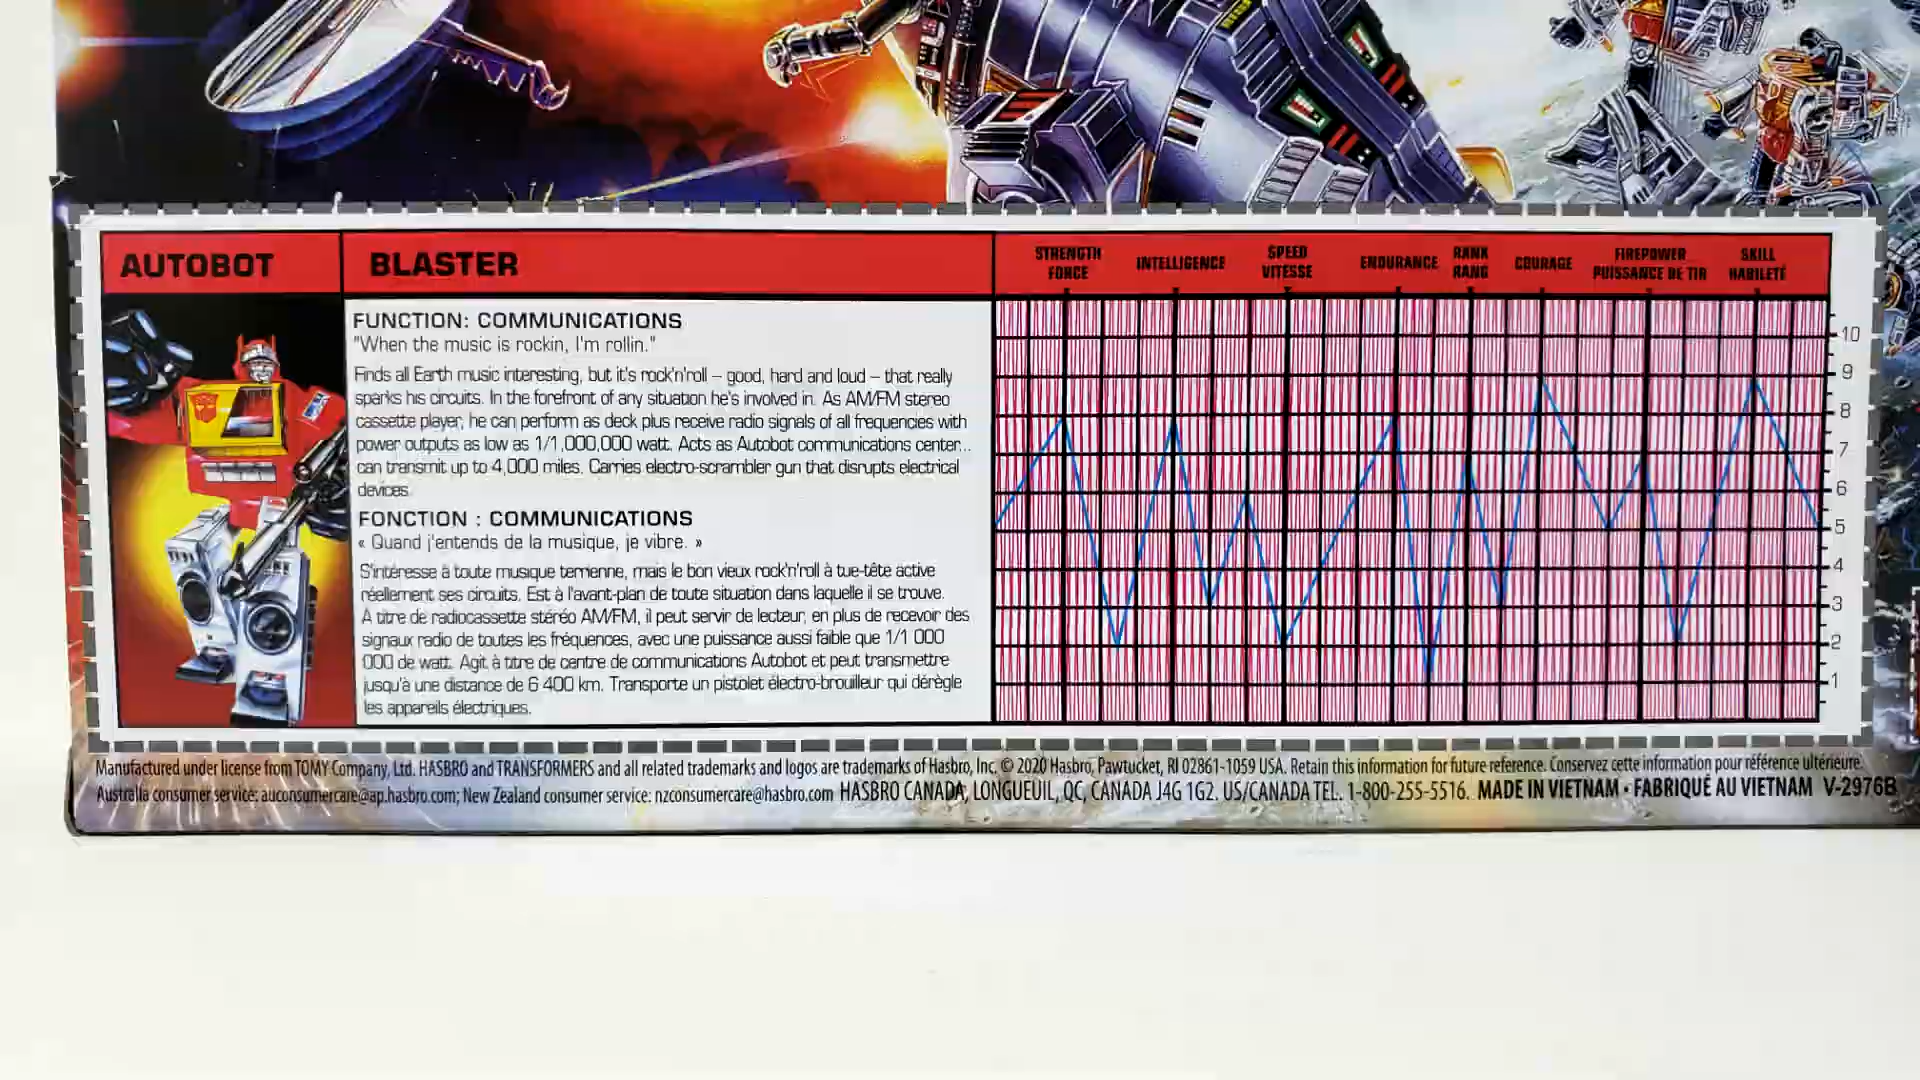 AUTOBOT
BLASTER
STRENGTH
FORCE
INTELLIGENCE
SPEED
VITESSE
ENDURANCE
RANK
RANG
COURAGE
FIREPOWER
PUISSANCE DE TIR
SKILL
HABILETÉ
FUNCTION: COMMUNICATIONS
"When the music is rockin, I'm rollin."
Finds all Earth music interesting, but it's rock'n'roll – good, hard and loud – that really
sparks his circuits. In the forefront of any situation he's involved in. As AM/FM stereo
cassette player, he can perform as deck plus receive radio signals of all frequencies with
power outputs as low as 1/1,000,000 watt. Acts as Autobot communications center...
can transmit up to 4,000 miles. Carries electro-scrambler gun that disrupts electrical
devices.
FONCTION : COMMUNICATIONS
« Quand j'entends de la musique, je vibre. »
S'intéresse à toute musique terrienne, mais le bon vieux rock'n'roll à tue-tête active
réellement ses circuits. Est à l'avant-plan de toute situation dans laquelle il se trouve.
À titre de radiocassette stéréo AM/FM, il peut servir de lecteur, en plus de recevoir des
signaux radio de toutes les fréquences, avec une puissance aussi faible que 1/1 000
000 de watt. Agit à titre de centre de communications Autobot et peut transmettre
jusqu'à une distance de 6 400 km. Transporte un pistolet électro-brouilleur qui dérègle
les appareils électriques.
10
9
8
7
6
5
4
3
2
1
Manufactured under license from TOMY Company, Ltd. HASBRO and TRANSFORMERS and all related trademarks and logos are trademarks of Hasbro, Inc. © 2020 Hasbro, Pawtucket, RI 02861-1059 USA. Retain this information for future reference. Conservez cette information pour référence ultérieure.
Australia consumer service: auconsumercare@ap.hasbro.com; New Zealand consumer service: nzconsumercare@hasbro.com HASBRO CANADA, LONGUEUIL, QC, CANADA J4G 1G2. US/CANADA TEL. 1-800-255-5516. MADE IN VIETNAM • FABRIQUÉ AU VIETNAM V-2976B